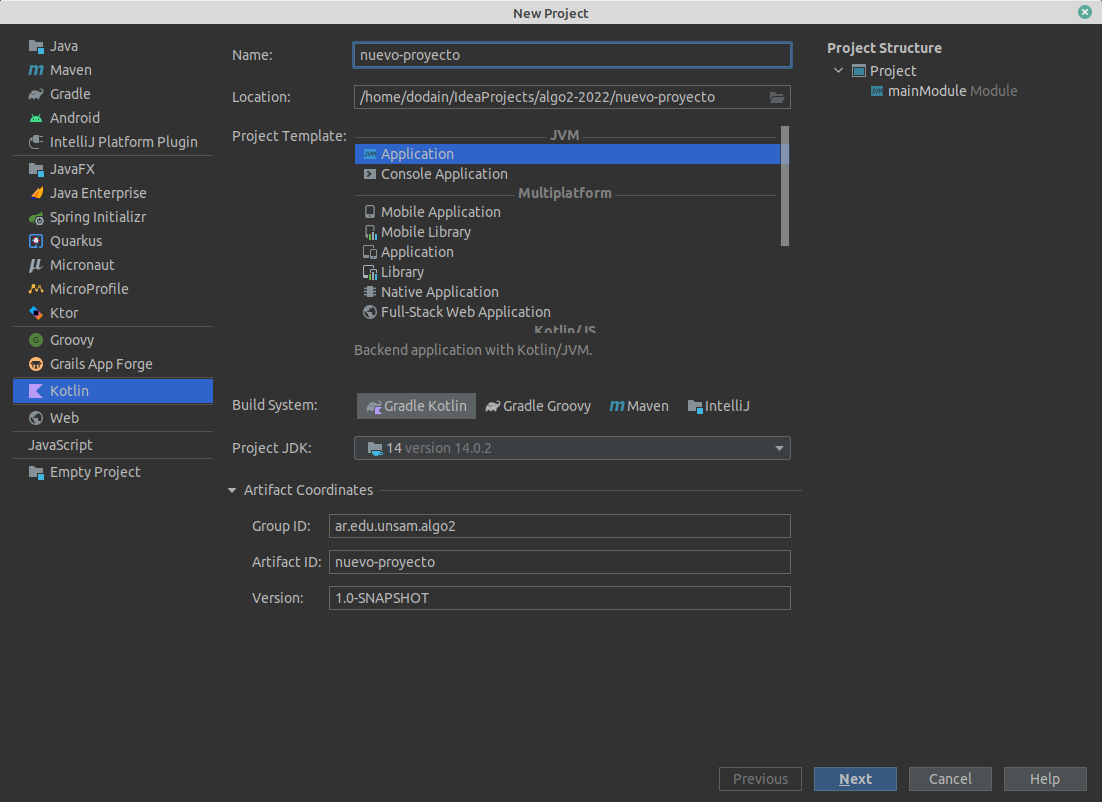 New Project
Java
Maven
Gradle
Android
IntelliJ Platform Plugin
JavaFX
Java Enterprise
Spring Initializr
Quarkus
Micronaut
MicroProfile
Ktor
Groovy
Grails App Forge
Kotlin
Web
JavaScript
Empty Project
Name: nuevo-proyecto
Location: /home/dodain/IdeaProjects/algo2-2022/nuevo-proyecto
Project Template:
JVM
Application
Console Application
Multiplatform
Mobile Application
Mobile Library
Application
Library
Native Application
Full-Stack Web Application
Kotlin/JS
Backend application with Kotlin/JVM.
Build System: Gradle Kotlin Gradle Groovy Maven IntelliJ
Project JDK: 14 version 14.0.2
Artifact Coordinates
Group ID: ar.edu.unsam.algo2
Artifact ID: nuevo-proyecto
Version: 1.0-SNAPSHOT
Project Structure
Project
mainModule Module
Previous Next Cancel Help